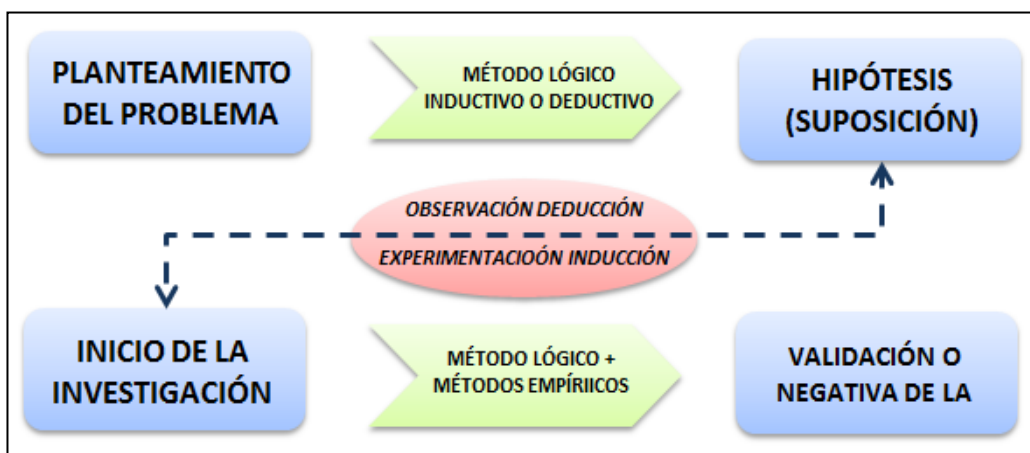 PLANTEAMIENTO
DEL PROBLEMA
MÉTODO LÓGICO
INDUCTIVO O DEDUCTIVO
HIPÓTESIS
(SUPOSICIÓN)
OBSERVACIÓN DEDUCCIÓN
EXPERIMENTACIOÓN INDUCCIÓN
INICIO DE LA
INVESTIGACIÓN
MÉTODO LÓGICO +
MÉTODOS EMPÍRIICOS
VALIDACIÓN O
NEGATIVA DE LA